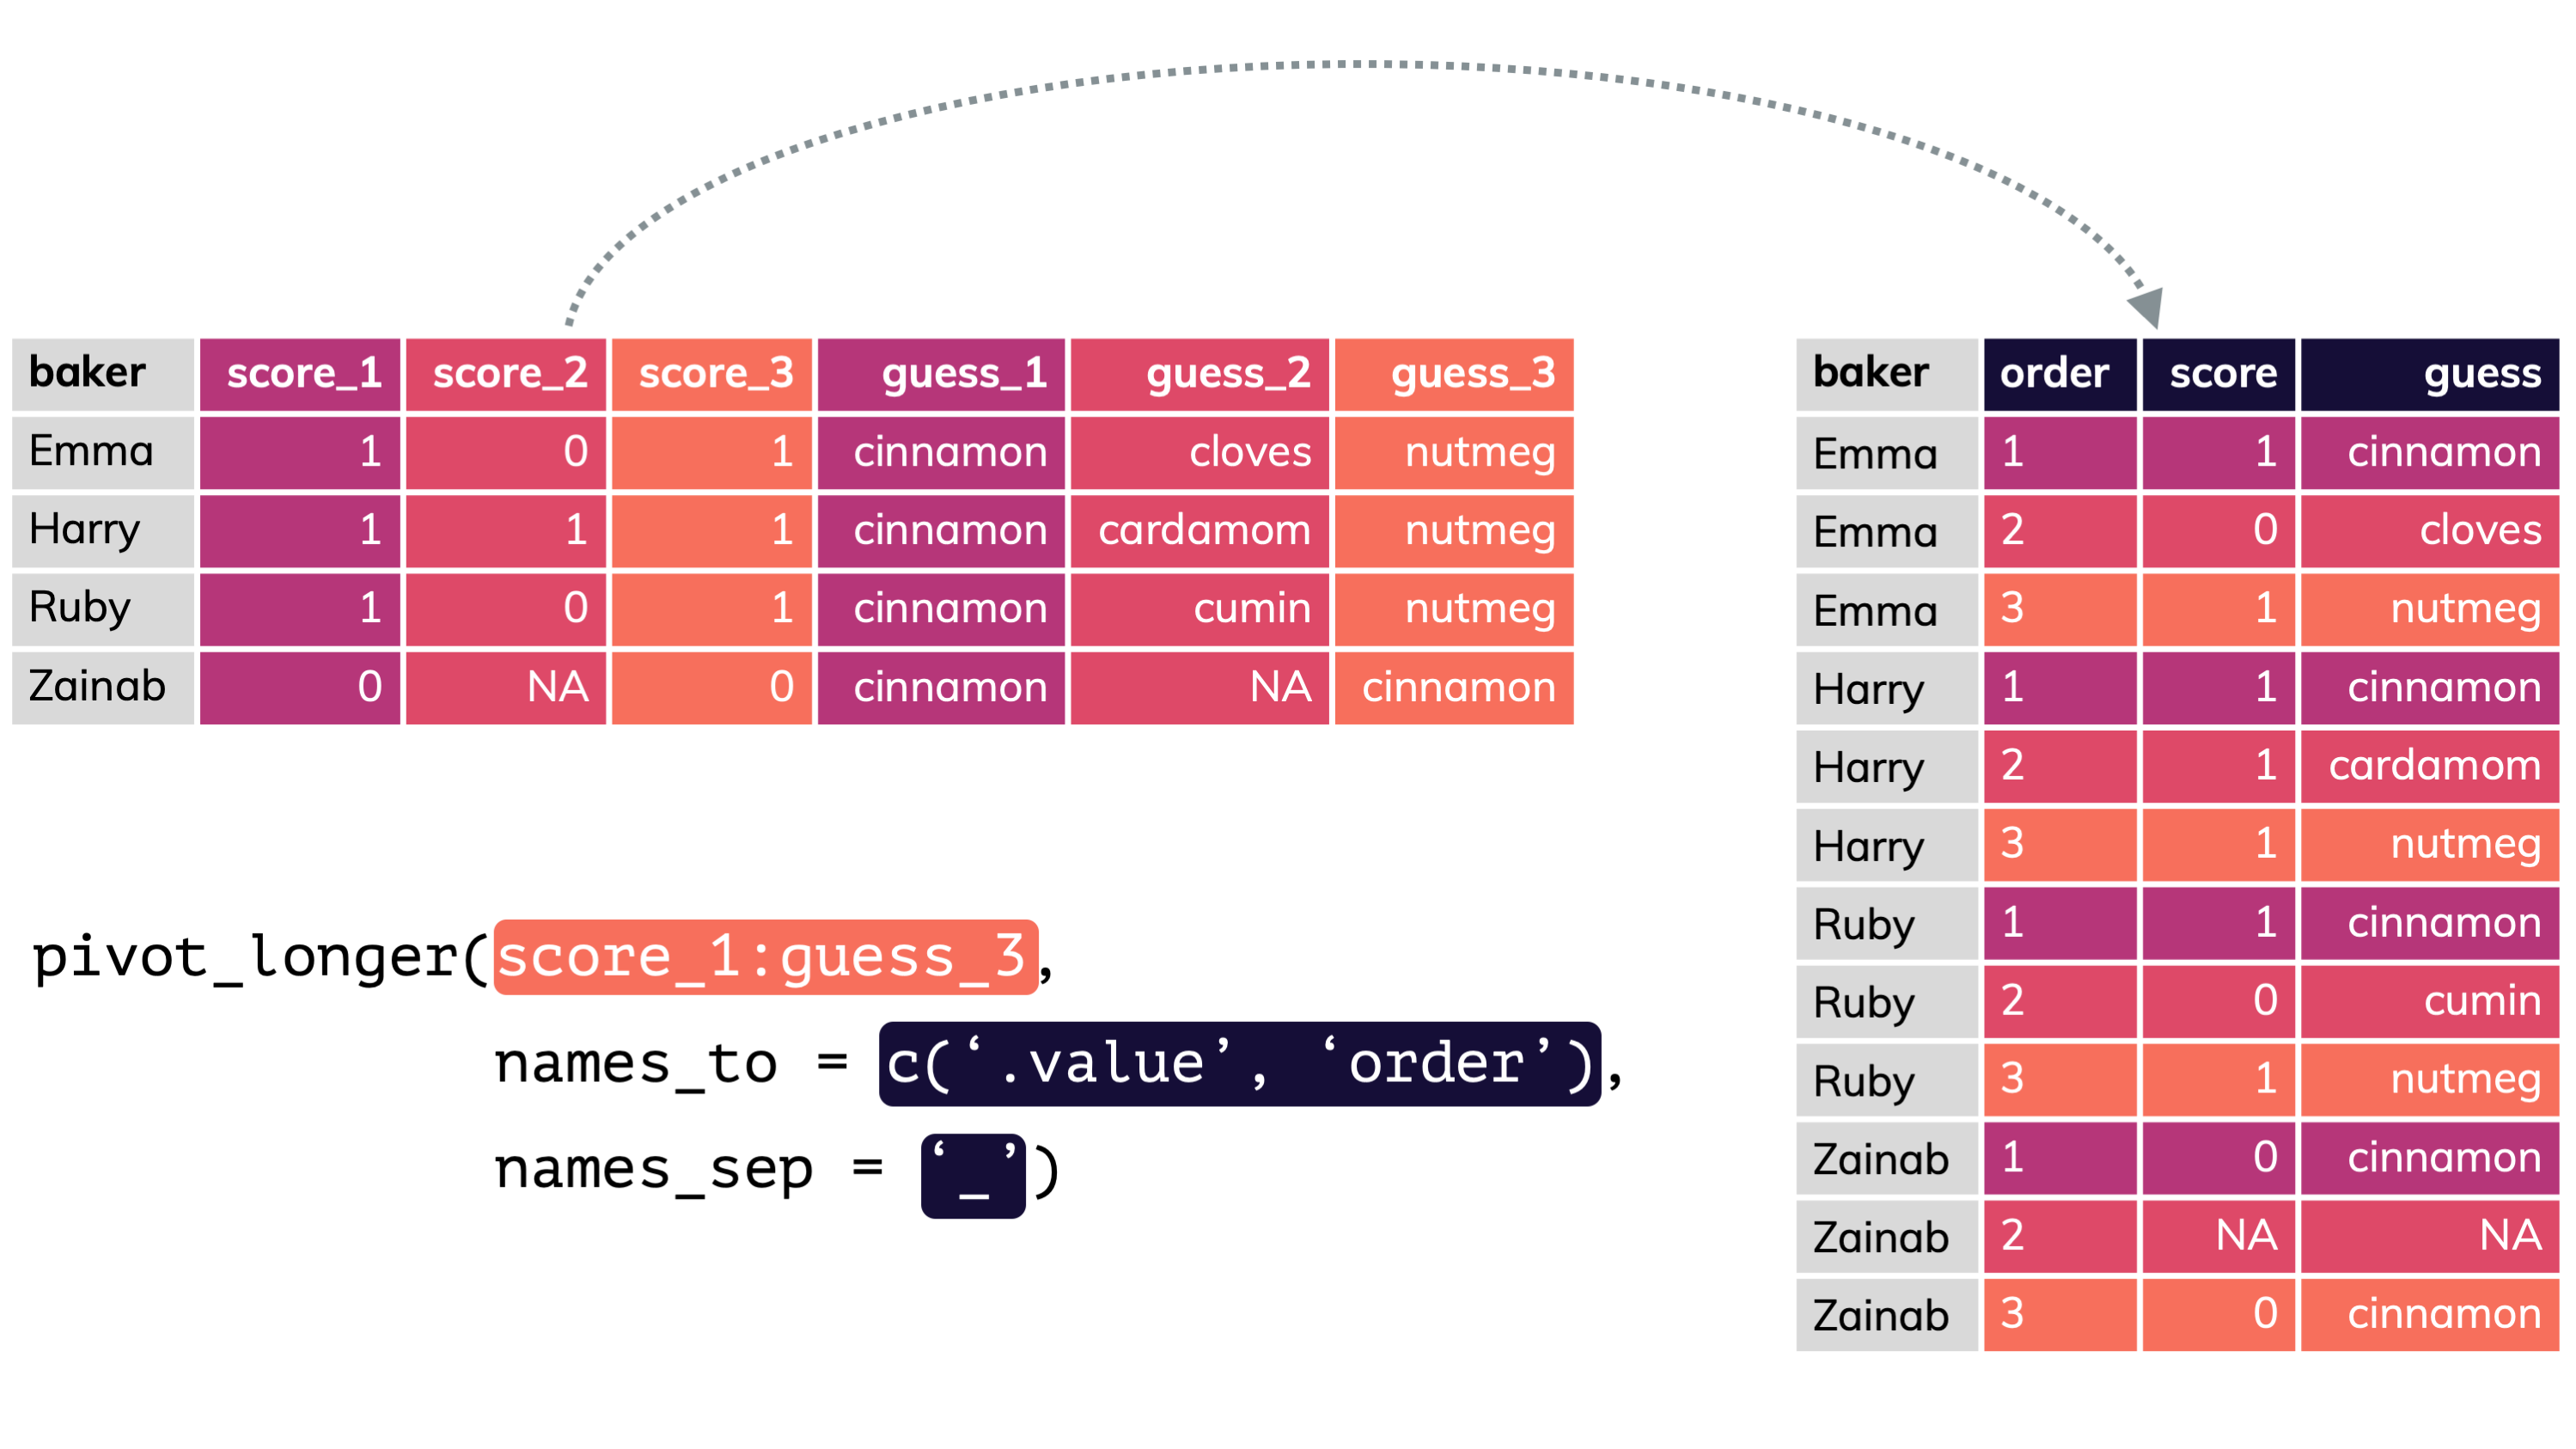 baker score_1 score_2 score_3 guess_1 guess_2 guess_3
Emma 1 0 1 cinnamon cloves nutmeg
Harry 1 1 1 cinnamon cardamom nutmeg
Ruby 1 0 1 cinnamon cumin nutmeg
Zainab 0 NA 0 cinnamon NA cinnamon
pivot_longer(score_1:guess_3,
names_to = c(‘.value’, ‘order’),
names_sep = ‘_’)
baker order score guess
Emma 1 1 cinnamon
Emma 2 0 cloves
Emma 3 1 nutmeg
Harry 1 1 cinnamon
Harry 2 1 cardamom
Harry 3 1 nutmeg
Ruby 1 1 cinnamon
Ruby 2 0 cumin
Ruby 3 1 nutmeg
Zainab 1 0 cinnamon
Zainab 2 NA NA
Zainab 3 0 cinnamon